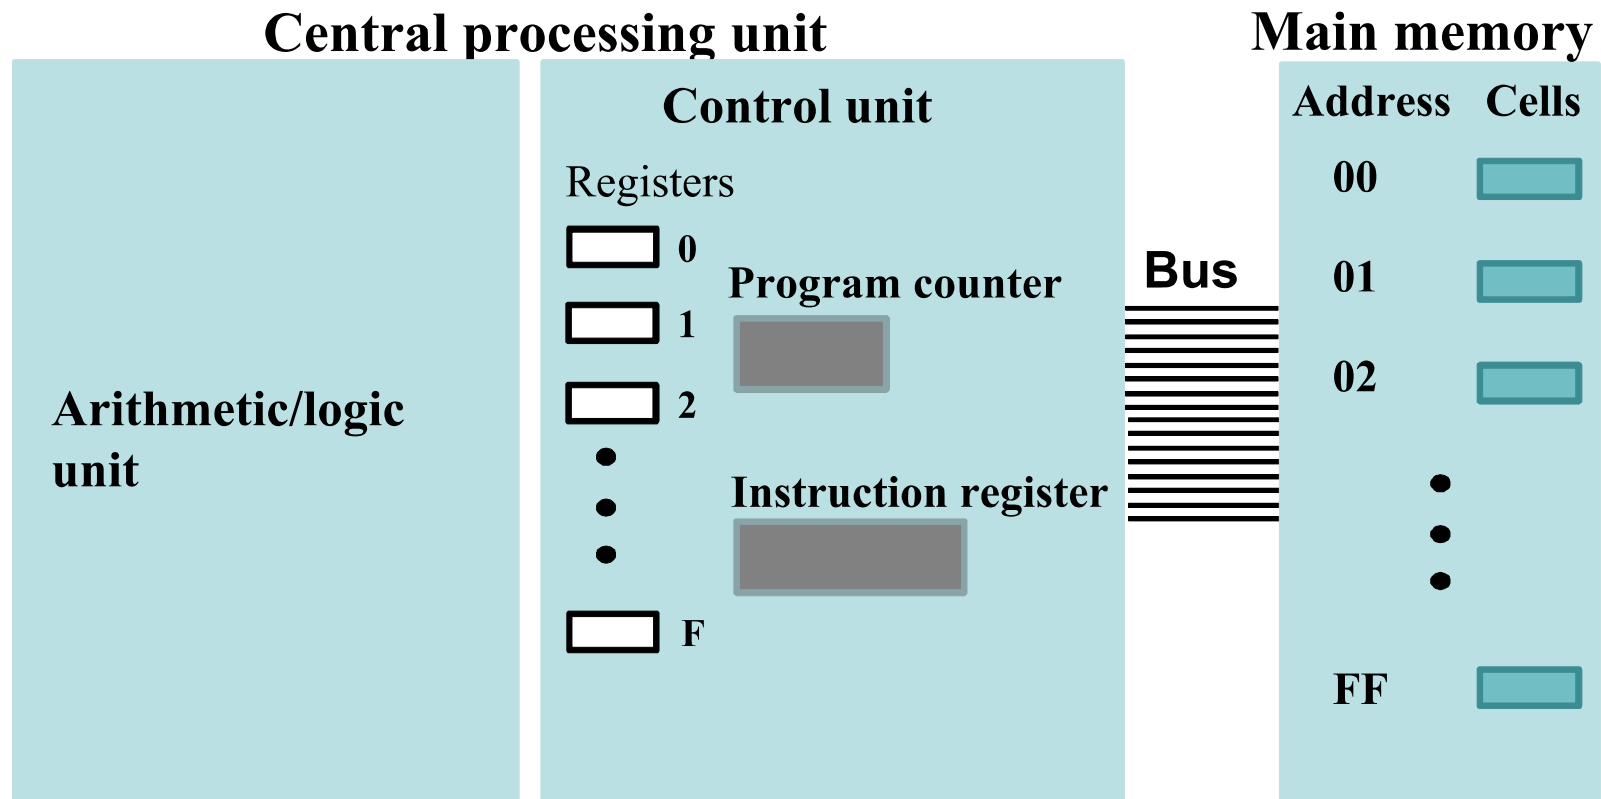 Central processing unit
Main memory
Control unit
Address Cells
Registers
00
0
Program counter
Bus
01
1
02
2
Arithmetic/logic
unit
Instruction register
F
FF